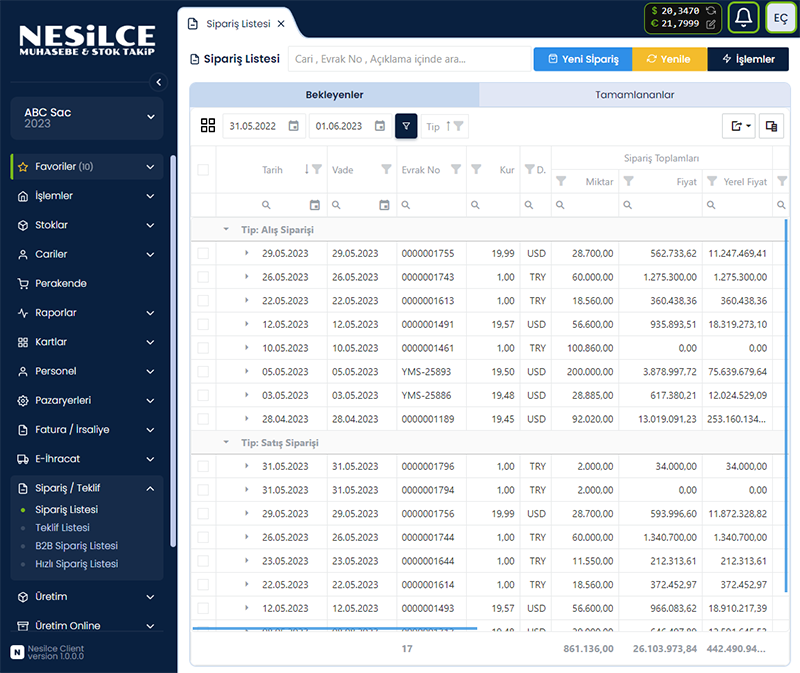 NESiLCE
MUHASEBE & STOK TAKiP
ABC Sac
2023
Favoriler (10)
İşlemler
Stoklar
Cariler
Perakende
Raporlar
Kartlar
Personel
Pazaryerleri
Fatura / İrsaliye
E-İhracat
Sipariş / Teklif
Sipariş Listesi
Teklif Listesi
B2B Sipariş Listesi
Hızlı Sipariş Listesi
Üretim
Üretim Online
N Nesilce Client
version 1.0.0.0
Sipariş Listesi
$ 20,3470
€ 21,7999
EÇ
Sipariş Listesi
Cari , Evrak No , Açıklama içinde ara...
Yeni Sipariş
Yenile
İşlemler
Bekleyenler
Tamamlananlar
31.05.2022
01.06.2023
Tip
Sipariş Toplamları
Tarih Vade Evrak No Kur D. Miktar Fiyat Yerel Fiyat
Tip: Alış Siparişi
29.05.2023 29.05.2023 0000001755 19,99 USD 28.700,00 562.733,62 11.247.469,41
26.05.2023 26.05.2023 0000001743 1,00 TRY 60.000,00 1.275.300,00 1.275.300,00
22.05.2023 22.05.2023 0000001613 1,00 TRY 18.560,00 360.438,36 360.438,36
12.05.2023 12.05.2023 0000001491 19,57 USD 56.600,00 935.893,51 18.319.273,10
10.05.2023 10.05.2023 0000001461 1,00 TRY 100.860,00 0,00 0,00
05.05.2023 05.05.2023 YMS-25893 19,50 USD 200.000,00 3.878.997,72 75.639.679,64
03.05.2023 03.05.2023 YMS-25886 19,48 USD 28.885,00 617.380,21 12.024.529,09
28.04.2023 28.04.2023 0000001189 19,45 USD 92.020,00 13.019.091,23 253.160.134...
Tip: Satış Siparişi
31.05.2023 31.05.2023 0000001796 1,00 TRY 2.000,00 34.000,00 34.000,00
31.05.2023 31.05.2023 0000001794 1,00 TRY 2.000,00 0,00 0,00
29.05.2023 29.05.2023 0000001756 19,99 USD 28.700,00 593.996,60 11.872.328,82
26.05.2023 26.05.2023 0000001744 1,00 TRY 60.000,00 1.340.700,00 1.340.700,00
23.05.2023 23.05.2023 0000001644 1,00 TRY 11.550,00 212.313,61 212.313,61
22.05.2023 22.05.2023 0000001614 1,00 TRY 18.560,00 372.452,97 372.452,97
12.05.2023 12.05.2023 0000001493 19,57 USD 56.600,00 966.083,62 18.910.217,39
17 861.136,00 26.103.973,84 442.490.94...